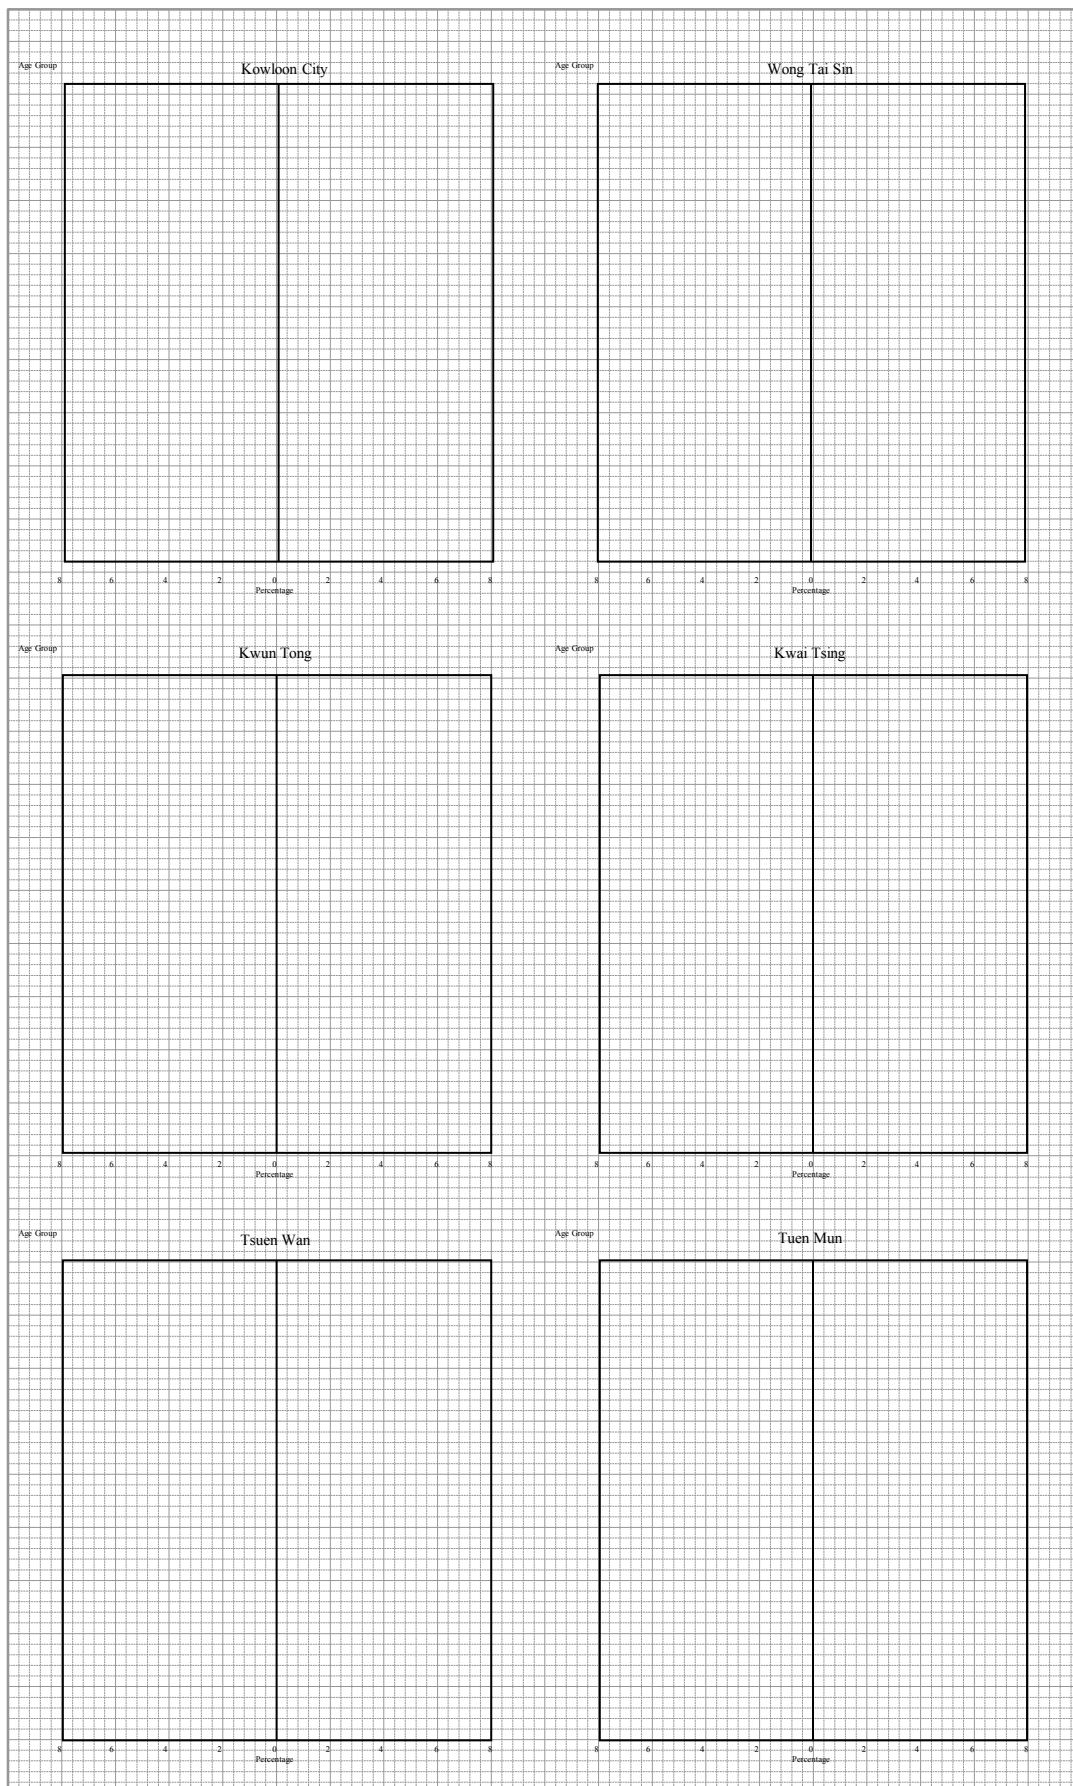 Age Group Kowloon City
8 6 4 2 0 2 4 6 8
Percentage
Age Group Wong Tai Sin
8 6 4 2 0 2 4 6 8
Percentage
Age Group Kwun Tong
8 6 4 2 0 2 4 6 8
Percentage
Age Group Kwai Tsing
8 6 4 2 0 2 4 6 8
Percentage
Age Group Tsuen Wan
8 6 4 2 0 2 4 6 8
Percentage
Age Group Tuen Mun
8 6 4 2 0 2 4 6 8
Percentage